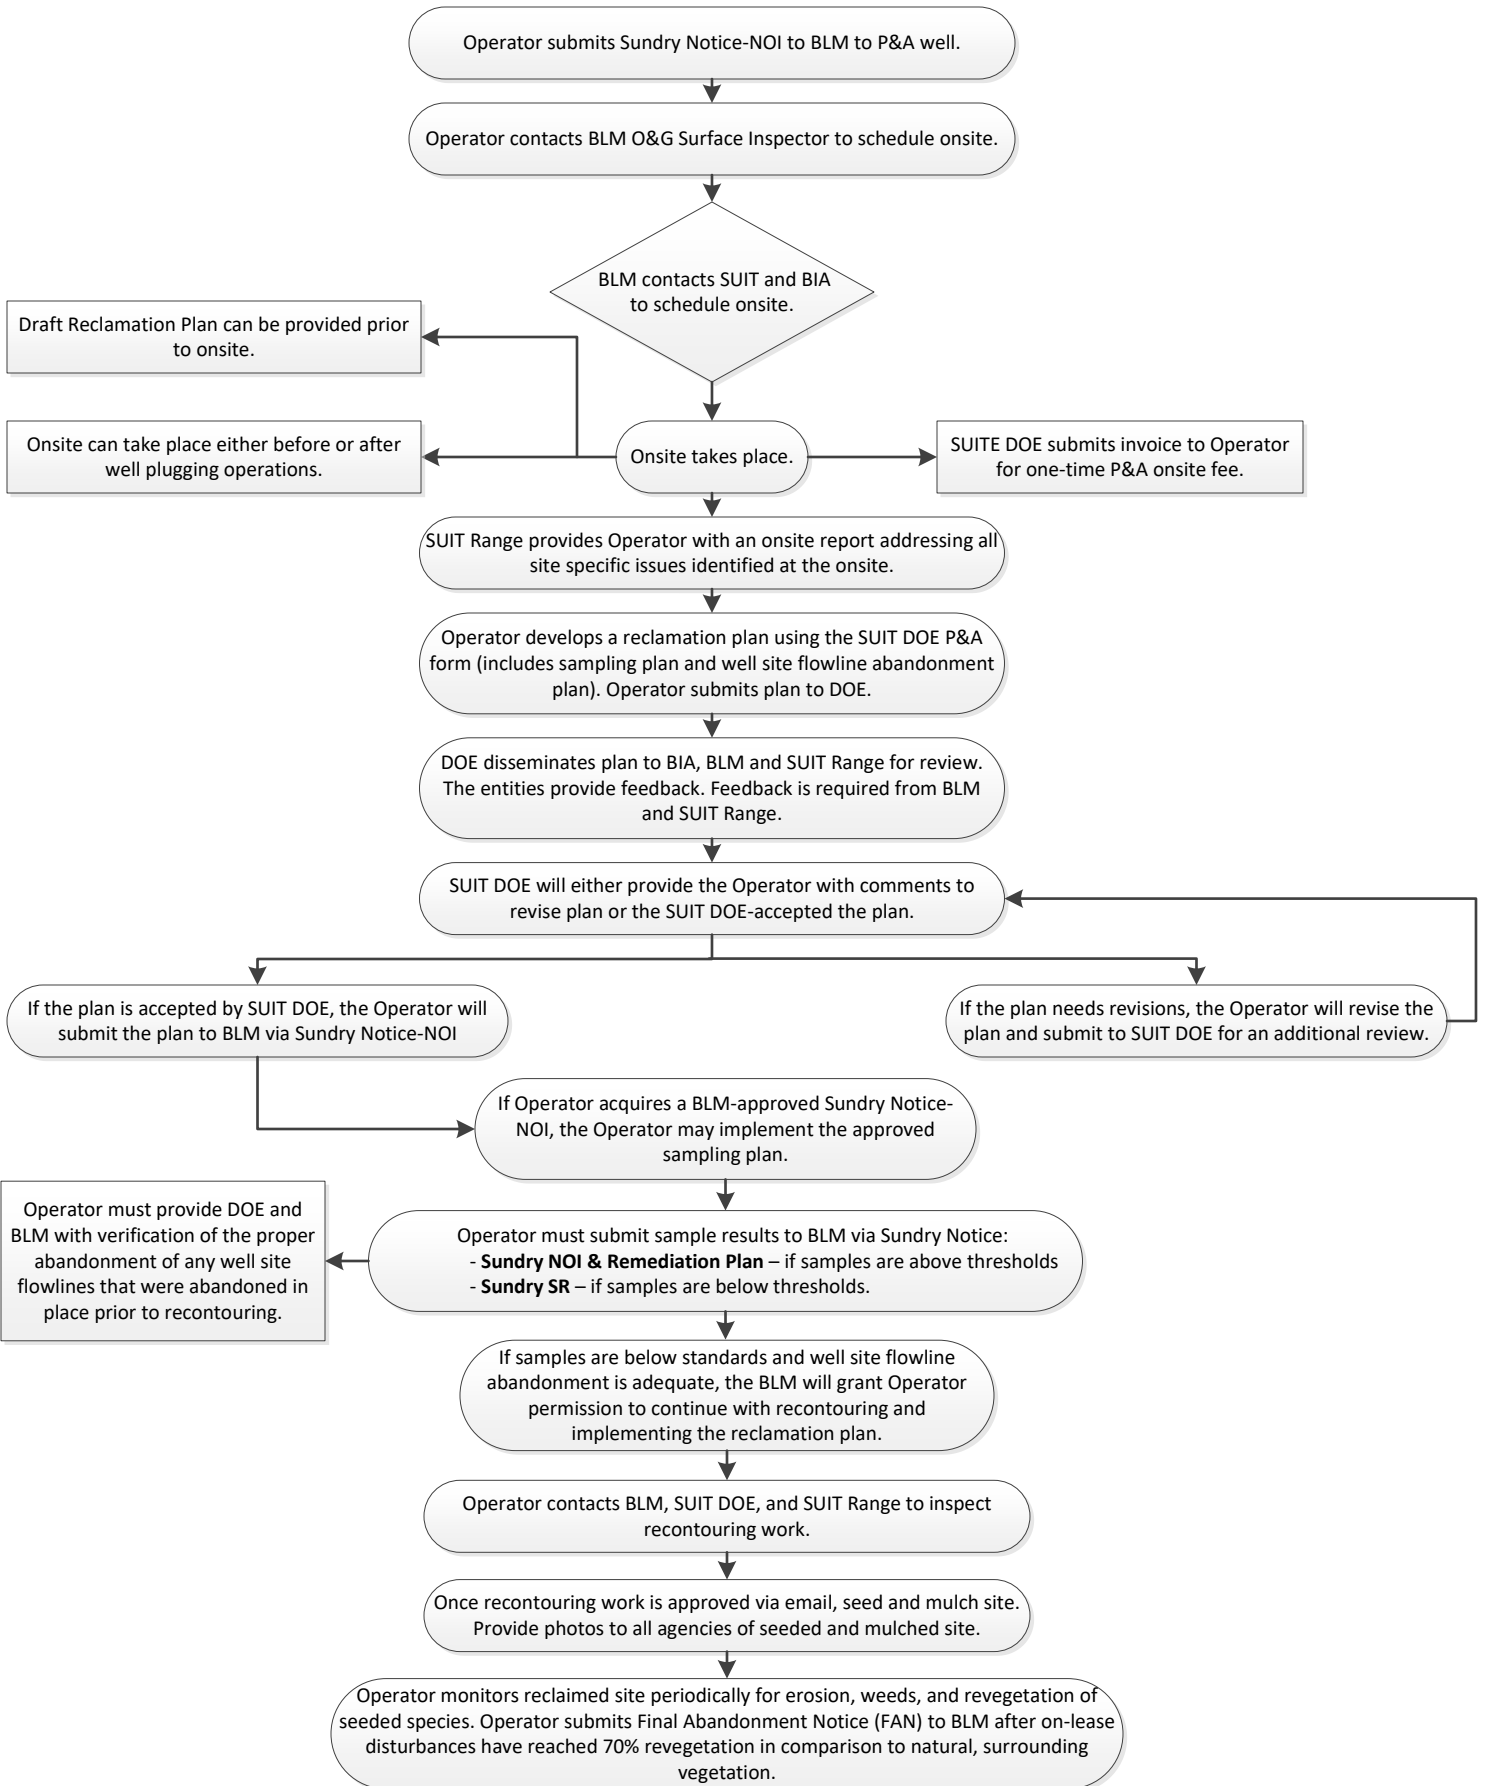 Operator submits Sundry Notice-NOI to BLM to P&A well.
Operator contacts BLM O&G Surface Inspector to schedule onsite.
BLM contacts SUIT and BIA
to schedule onsite.
Draft Reclamation Plan can be provided prior
to onsite.
Onsite can take place either before or after
well plugging operations.
Onsite takes place.
SUITE DOE submits invoice to Operator
for one-time P&A onsite fee.
SUIT Range provides Operator with an onsite report addressing all
site specific issues identified at the onsite.
Operator develops a reclamation plan using the SUIT DOE P&A
form (includes sampling plan and well site flowline abandonment
plan). Operator submits plan to DOE.
DOE disseminates plan to BIA, BLM and SUIT Range for review.
The entities provide feedback. Feedback is required from BLM
and SUIT Range.
SUIT DOE will either provide the Operator with comments to
revise plan or the SUIT DOE-accepted the plan.
If the plan is accepted by SUIT DOE, the Operator will
submit the plan to BLM via Sundry Notice-NOI
If the plan needs revisions, the Operator will revise the
plan and submit to SUIT DOE for an additional review.
If Operator acquires a BLM-approved Sundry Notice-
NOI, the Operator may implement the approved
sampling plan.
Operator must provide DOE and
BLM with verification of the proper
abandonment of any well site
flowlines that were abandoned in
place prior to recontouring.
Operator must submit sample results to BLM via Sundry Notice:
- Sundry NOI & Remediation Plan – if samples are above thresholds
- Sundry SR – if samples are below thresholds.
If samples are below standards and well site flowline
abandonment is adequate, the BLM will grant Operator
permission to continue with recontouring and
implementing the reclamation plan.
Operator contacts BLM, SUIT DOE, and SUIT Range to inspect
recontouring work.
Once recontouring work is approved via email, seed and mulch site.
Provide photos to all agencies of seeded and mulched site.
Operator monitors reclaimed site periodically for erosion, weeds, and revegetation of
seeded species. Operator submits Final Abandonment Notice (FAN) to BLM after on-lease
disturbances have reached 70% revegetation in comparison to natural, surrounding
vegetation.